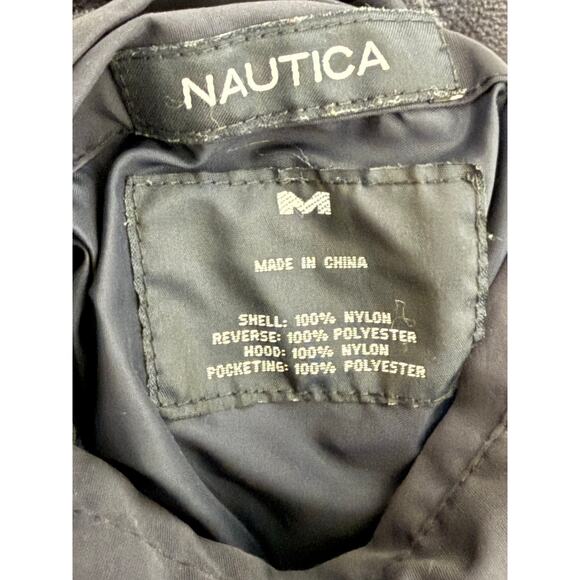 NAUTICA
M
MADE IN CHINA
SHELL: 100% NYLON
REVERSE: 100% POLYESTER
HOOD: 100% NYLON
POCKETING: 100% POLYESTER